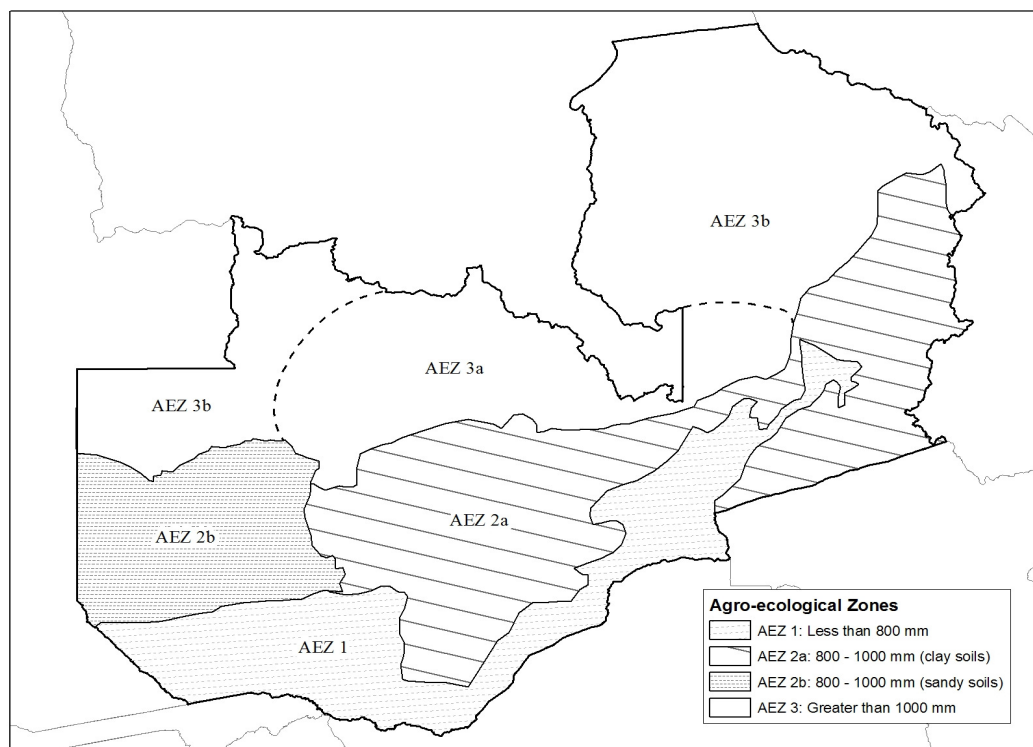 AEZ 3b
AEZ 3a
AEZ 3b
AEZ 2a
AEZ 2b
AEZ 1
Agro-ecological Zones
AEZ 1: Less than 800 mm
AEZ 2a: 800 - 1000 mm (clay soils)
AEZ 2b: 800 - 1000 mm (sandy soils)
AEZ 3: Greater than 1000 mm